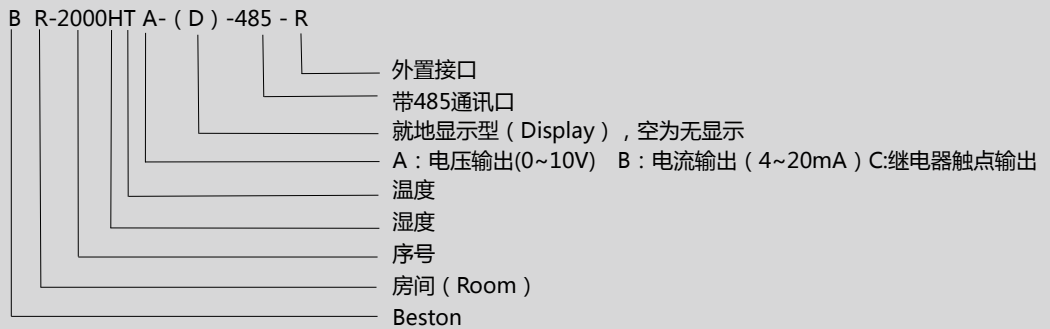 B R-2000HT A-（D）-485 - R
外置接口
带485通讯口
就地显示型（Display），空为无显示
A：电压输出(0~10V)　B：电流输出（4~20mA）C:继电器触点输出
温度
湿度
序号
房间（Room）
Beston